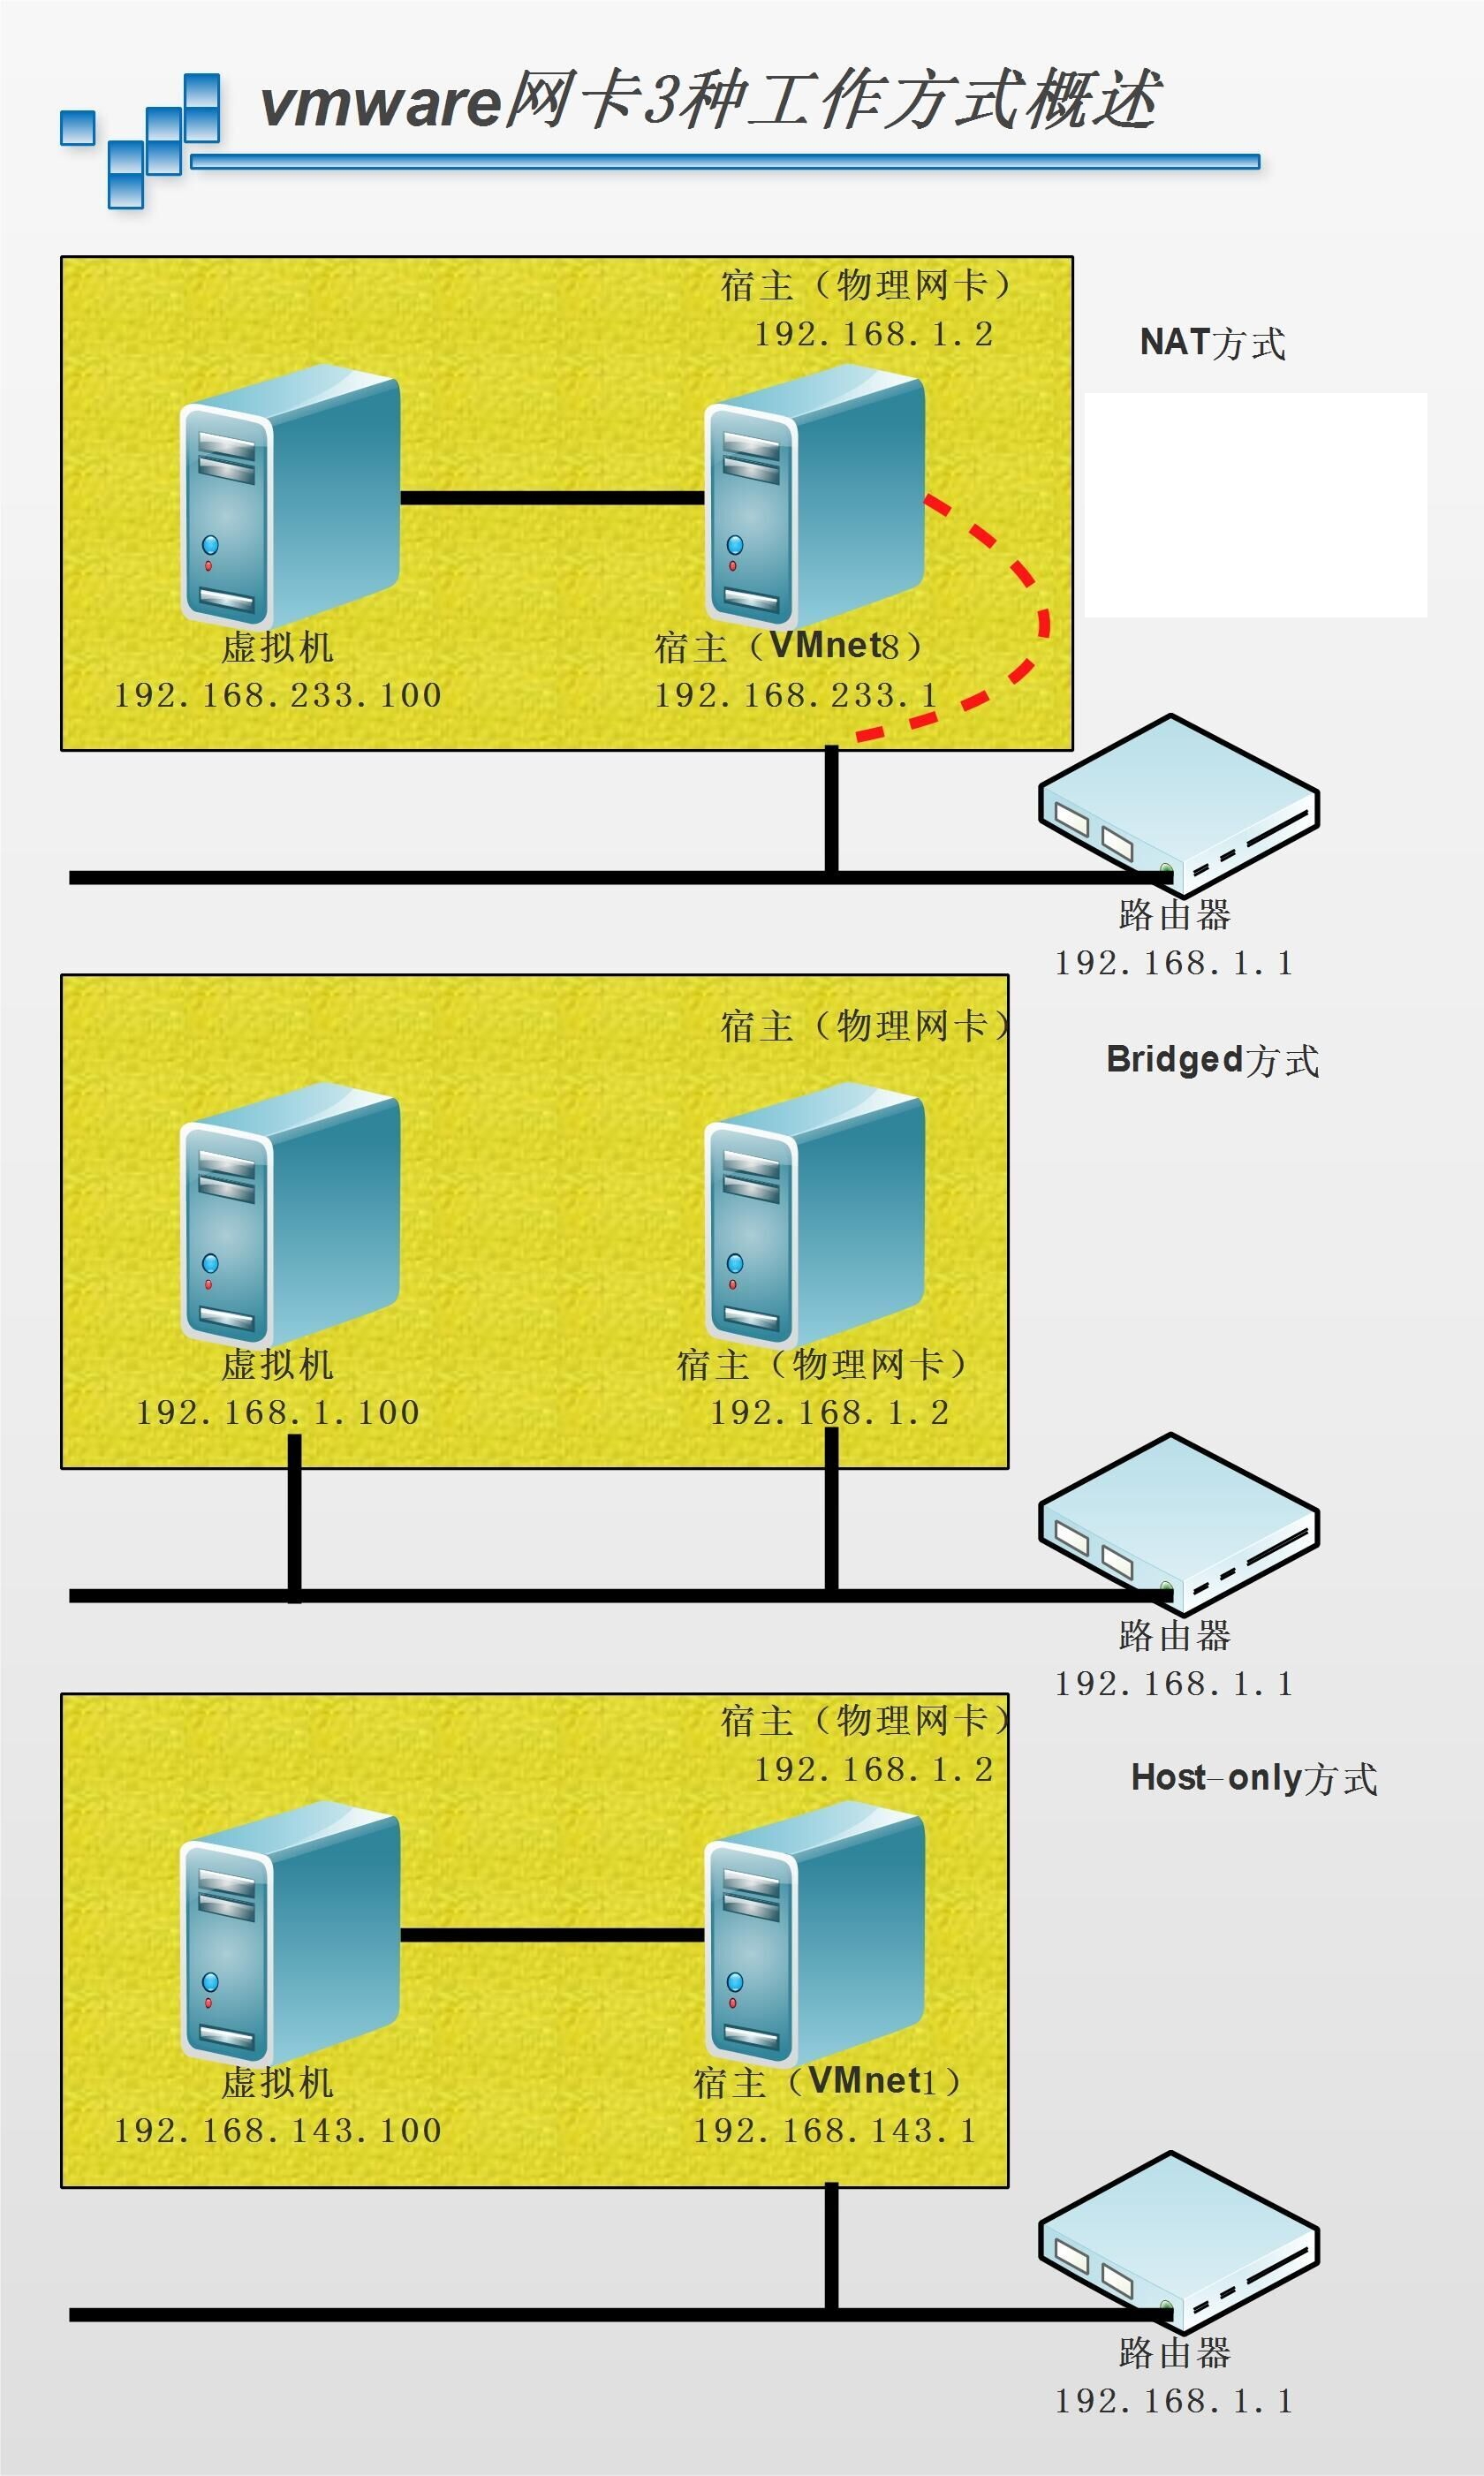 vmware网卡3种工作方式概述
宿主（物理网卡）
192.168.1.2
NAT方式
虚拟机
192.168.233.100
宿主（VMnet8）
192.168.233.1
路由器
192.168.1.1
宿主（物理网卡）
Bridged方式
虚拟机
192.168.1.100
宿主（物理网卡）
192.168.1.2
路由器
192.168.1.1
宿主（物理网卡）
192.168.1.2
Host-only方式
虚拟机
192.168.143.100
宿主（VMnet1）
192.168.143.1
路由器
192.168.1.1